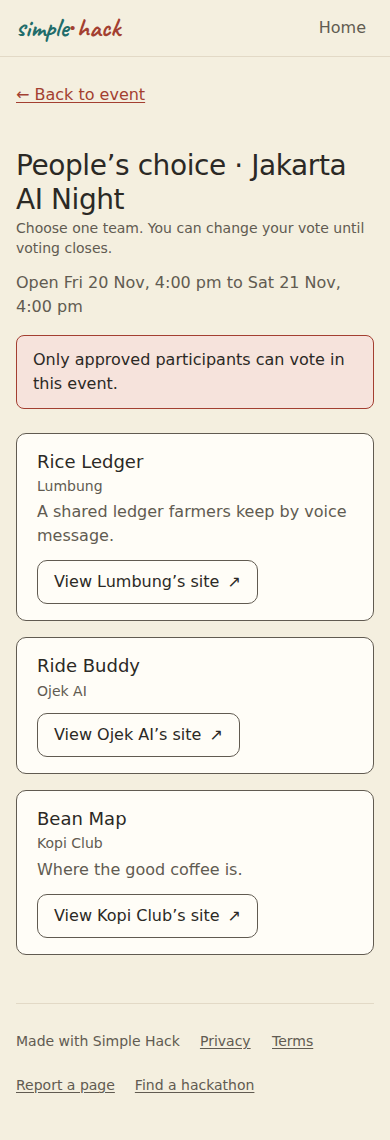 simple·hack
Home
← Back to event
People’s choice · Jakarta
AI Night
Choose one team. You can change your vote until
voting closes.
Open Fri 20 Nov, 4:00 pm to Sat 21 Nov,
4:00 pm
Only approved participants can vote in
this event.
Rice Ledger
Lumbung
A shared ledger farmers keep by voice
message.
View Lumbung’s site ↗
Ride Buddy
Ojek AI
View Ojek AI’s site ↗
Bean Map
Kopi Club
Where the good coffee is.
View Kopi Club’s site ↗
Made with Simple Hack Privacy Terms
Report a page Find a hackathon